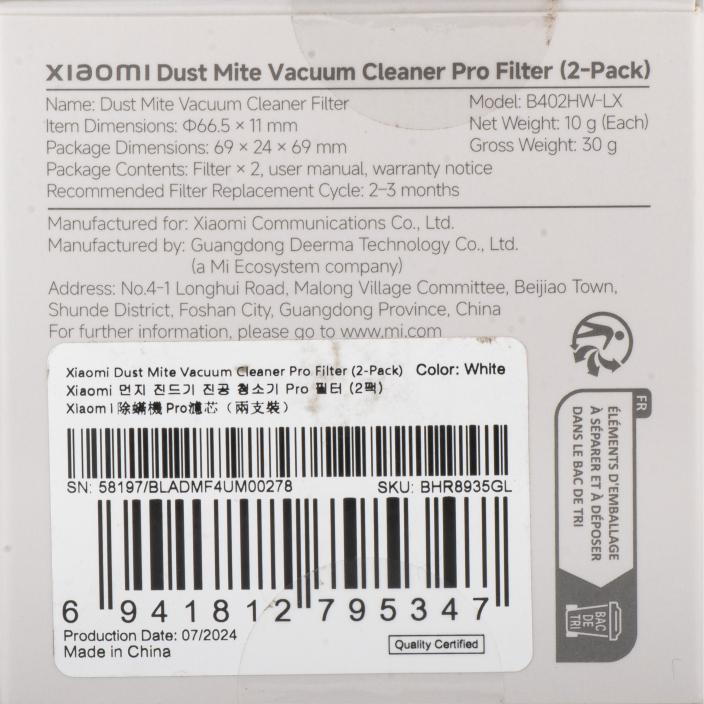 xiaomi Dust Mite Vacuum Cleaner Pro Filter (2-Pack)
Name: Dust Mite Vacuum Cleaner Filter
Model: B402HW-LX
Item Dimensions: Φ66.5 × 11 mm
Net Weight: 10 g (Each)
Package Dimensions: 69 × 24 × 69 mm
Gross Weight: 30 g
Package Contents: Filter × 2, user manual, warranty notice
Recommended Filter Replacement Cycle: 2–3 months
Manufactured for: Xiaomi Communications Co., Ltd.
Manufactured by: Guangdong Deerma Technology Co., Ltd.
(a Mi Ecosystem company)
Address: No.4-1 Longhui Road, Malong Village Committee, Beijiao Town,
Shunde District, Foshan City, Guangdong Province, China
For further information, please go to www.mi.com
Xiaomi Dust Mite Vacuum Cleaner Pro Filter (2-Pack) Color: White
Xiaomi 먼지 진드기 진공 청소기 Pro 필터 (2팩)
Xiaomi 除蟎機 Pro濾芯（兩支裝）
SN: 58197/BLADMF4UM00278 SKU: BHR8935GL
6 941812 795347
Production Date: 07/2024
Made in China
Quality Certified
FR
ÉLÉMENTS D'EMBALLAGE
À SÉPARER ET À DÉPOSER
DANS LE BAC DE TRI
BAC
DE
TRI